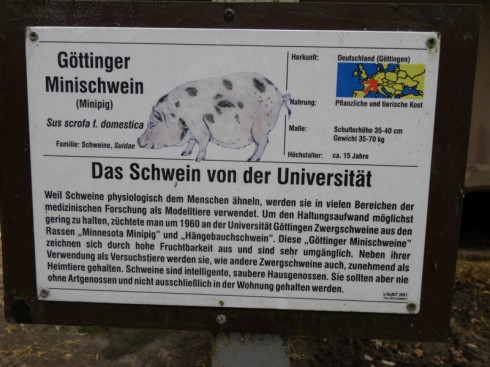 Göttinger
Minischwein
(Minipig)
Sus scrofa f. domestica
Familie: Schweine, Suidae
Herkunft: Deutschland (Göttingen)
Nahrung: Pflanzliche und tierische Kost
Maße: Schulterhöhe 35-40 cm
Gewicht 35-70 kg
Höchstalter: ca. 15 Jahre
Das Schwein von der Universität
Weil Schweine physiologisch dem Menschen ähneln, werden sie in vielen Bereichen der
medizinischen Forschung als Modelltiere verwendet. Um den Haltungsaufwand möglichst
gering zu halten, züchtete man um 1960 an der Universität Göttingen Zwergschweine aus den
Rassen „Minnesota Minipig" und „Hängebauchschwein". Diese „Göttinger Minischweine"
zeichnen sich durch hohe Fruchtbarkeit aus und sind sehr umgänglich. Neben ihrer
Verwendung als Versuchstiere werden sie, wie andere Zwergschweine auch, zunehmend als
Heimtiere gehalten. Schweine sind intelligente, saubere Hausgenossen. Sie sollten aber nie
ohne Artgenossen und nicht ausschließlich in der Wohnung gehalten werden.